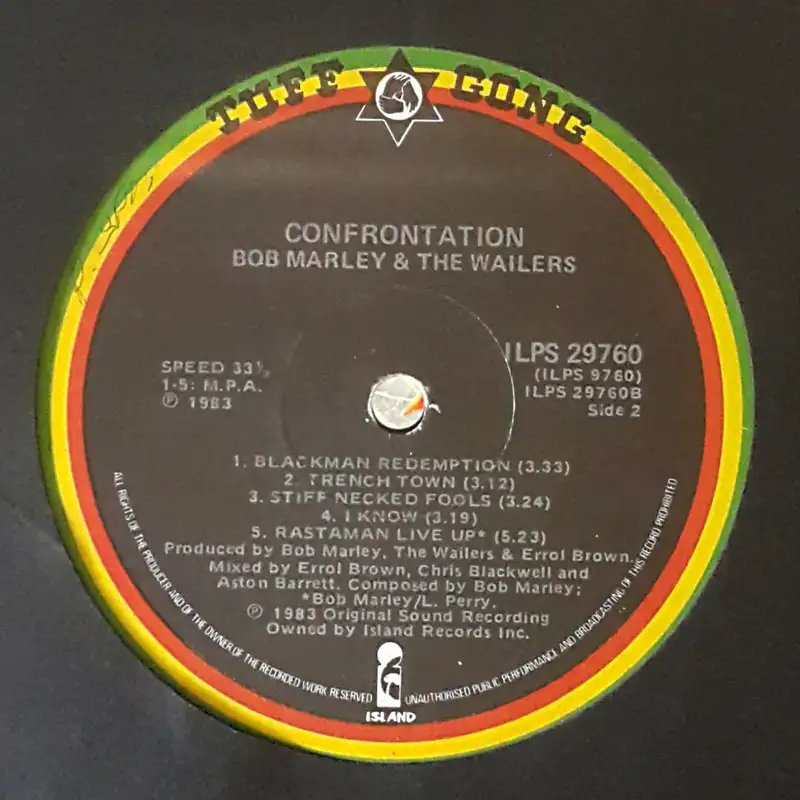 TUFF GONG
CONFRONTATION
BOB MARLEY & THE WAILERS
SPEED 33⅓
1-5: M.P.A.
℗ 1983
ILPS 29760
(ILPS 9760)
ILPS 29760B
Side 2
1. BLACKMAN REDEMPTION (3.33)
2. TRENCH TOWN (3.12)
3. STIFF NECKED FOOLS (3.24)
4. I KNOW (3.19)
5. RASTAMAN LIVE UP* (5.23)
Produced by Bob Marley, The Wailers & Errol Brown.
Mixed by Errol Brown, Chris Blackwell and
Aston Barrett. Composed by Bob Marley;
*Bob Marley/L. Perry.
℗ 1983 Original Sound Recording
Owned by Island Records Inc.
ALL RIGHTS OF THE PRODUCER AND OF THE OWNER OF THE RECORDED WORK RESERVED
UNAUTHORISED PUBLIC PERFORMANCE AND BROADCASTING OF THIS RECORD PROHIBITED
ISLAND